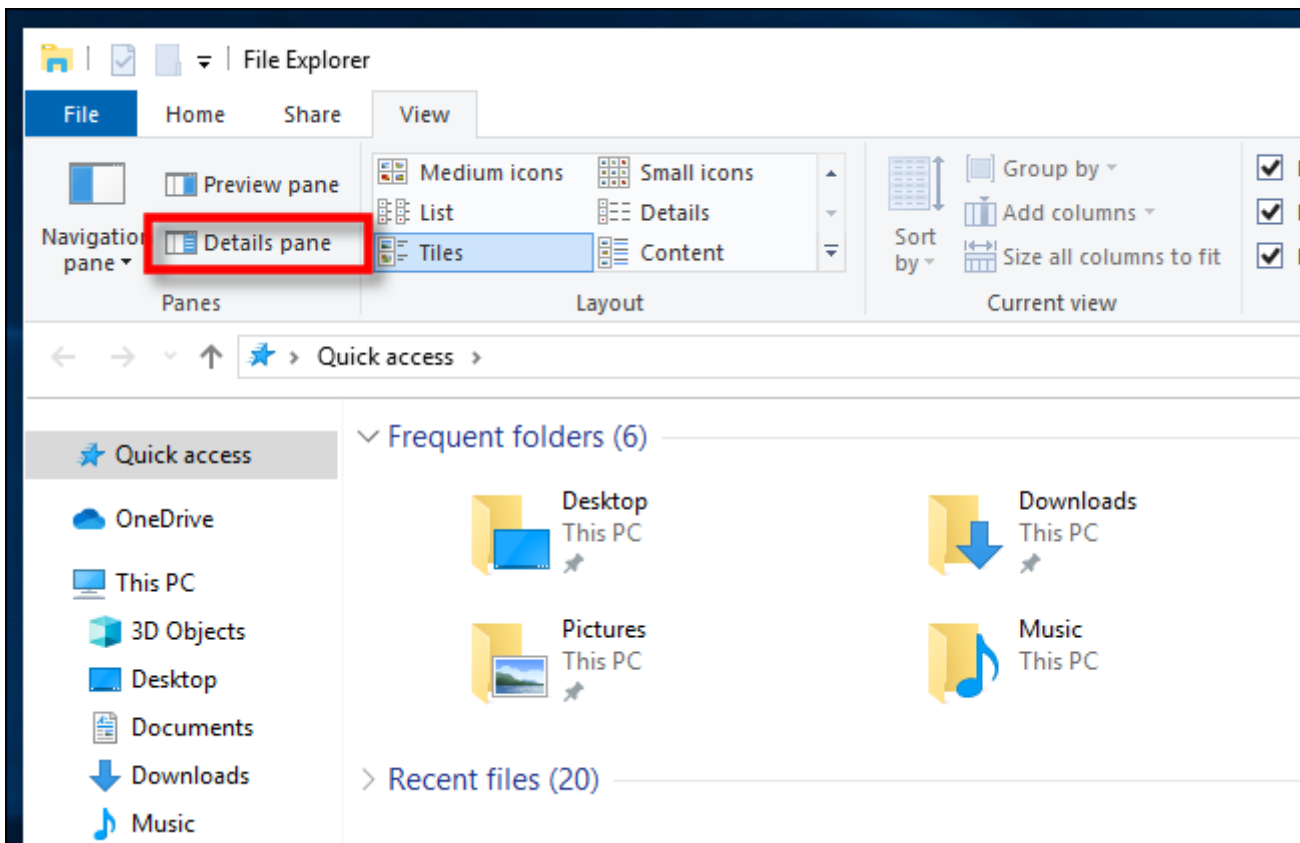 File Explorer
File Home Share View
Preview pane
Details pane
Navigation
pane
Panes
Medium icons Small icons
List Details
Tiles Content
Layout
Sort
by
Group by
Add columns
Size all columns to fit
Current view
Quick access
Quick access
OneDrive
This PC
3D Objects
Desktop
Documents
Downloads
Music
Frequent folders (6)
Desktop
This PC
Downloads
This PC
Pictures
This PC
Music
This PC
Recent files (20)